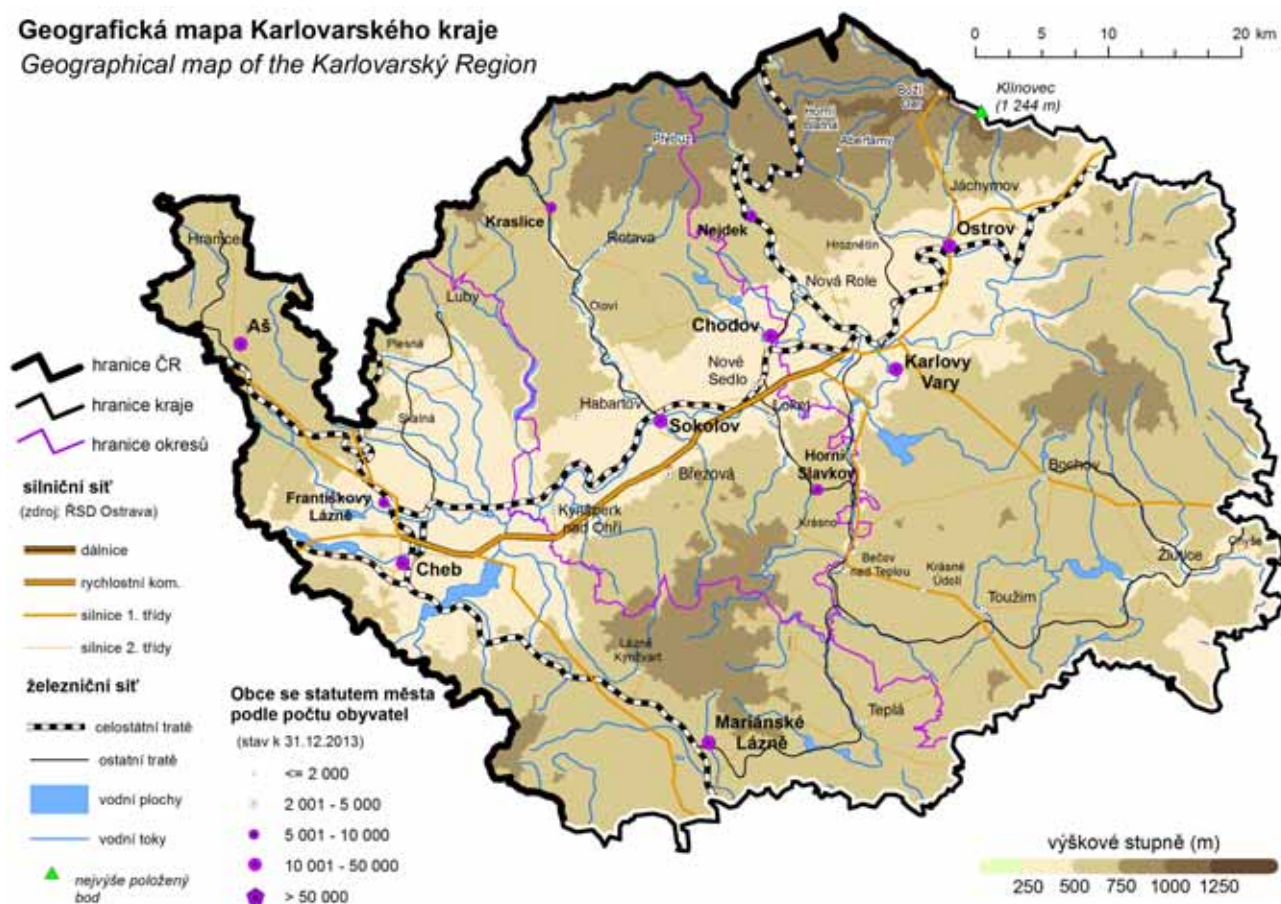 Geografická mapa Karlovarského kraje
Geographical map of the Karlovarský Region
0 5 10 20 km
Klínovec
(1 244 m)
Boží
Dar
Horní
Blatná
Přebuz
Abertamy
Jáchymov
Kraslice
Nejdek
Ostrov
Hranice
Rotava
Hroznětín
Luby
Oloví
Nová Role
Aš
Chodov
Plesná
Nové
Sedlo
Karlovy
Vary
Habartov
Loket
Skalná
Sokolov
Horní
Slavkov
Březová
Bochov
Františkovy
Lázně
Kynšperk
nad Ohří
Krásno
Chyše
Žlutice
Cheb
Bečov
nad Teplou
Krásné
Údolí
Toužim
Lázně
Kynžvart
Teplá
Mariánské
Lázně
hranice ČR
hranice kraje
hranice okresů
silniční síť
(zdroj: ŘSD Ostrava)
dálnice
rychlostní kom.
silnice 1. třídy
silnice 2. třídy
železniční síť
celostátní tratě
ostatní tratě
vodní plochy
vodní toky
nejvýše položený
bod
Obce se statutem města
podle počtu obyvatel
(stav k 31.12.2013)
<= 2 000
2 001 - 5 000
5 001 - 10 000
10 001 - 50 000
> 50 000
výškové stupně (m)
250 500 750 1000 1250